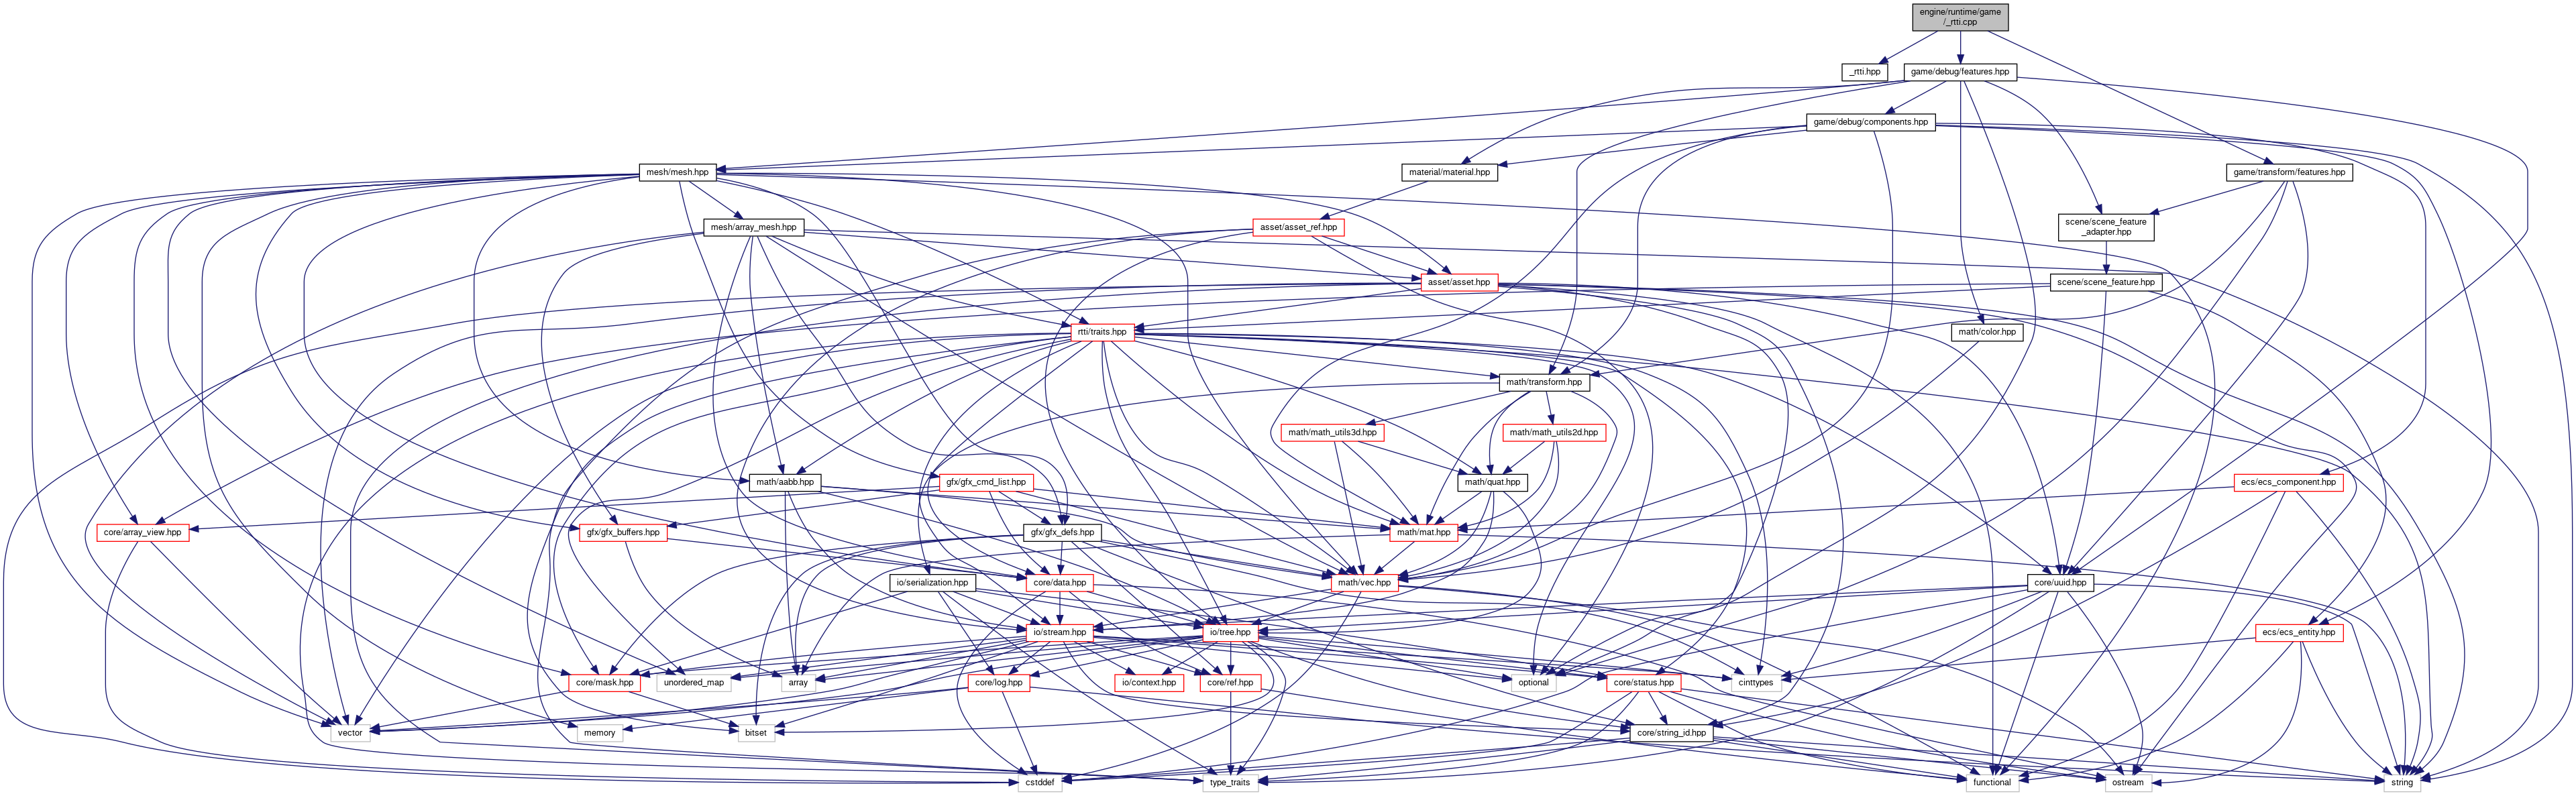 engine/runtime/game
/_rtti.cpp
_rtti.hpp
game/debug/features.hpp
game/debug/components.hpp
mesh/mesh.hpp
material/material.hpp
game/transform/features.hpp
mesh/array_mesh.hpp
asset/asset_ref.hpp
scene/scene_feature
_adapter.hpp
asset/asset.hpp
scene/scene_feature.hpp
rtti/traits.hpp
math/color.hpp
math/transform.hpp
math/math_utils3d.hpp
math/math_utils2d.hpp
math/aabb.hpp
gfx/gfx_cmd_list.hpp
math/quat.hpp
ecs/ecs_component.hpp
core/array_view.hpp
gfx/gfx_buffers.hpp
gfx/gfx_defs.hpp
math/mat.hpp
io/serialization.hpp
core/data.hpp
math/vec.hpp
core/uuid.hpp
io/stream.hpp
io/tree.hpp
ecs/ecs_entity.hpp
core/mask.hpp
unordered_map
array
core/log.hpp
io/context.hpp
core/ref.hpp
optional
core/status.hpp
cinttypes
vector
memory
bitset
core/string_id.hpp
cstddef
type_traits
functional
ostream
string